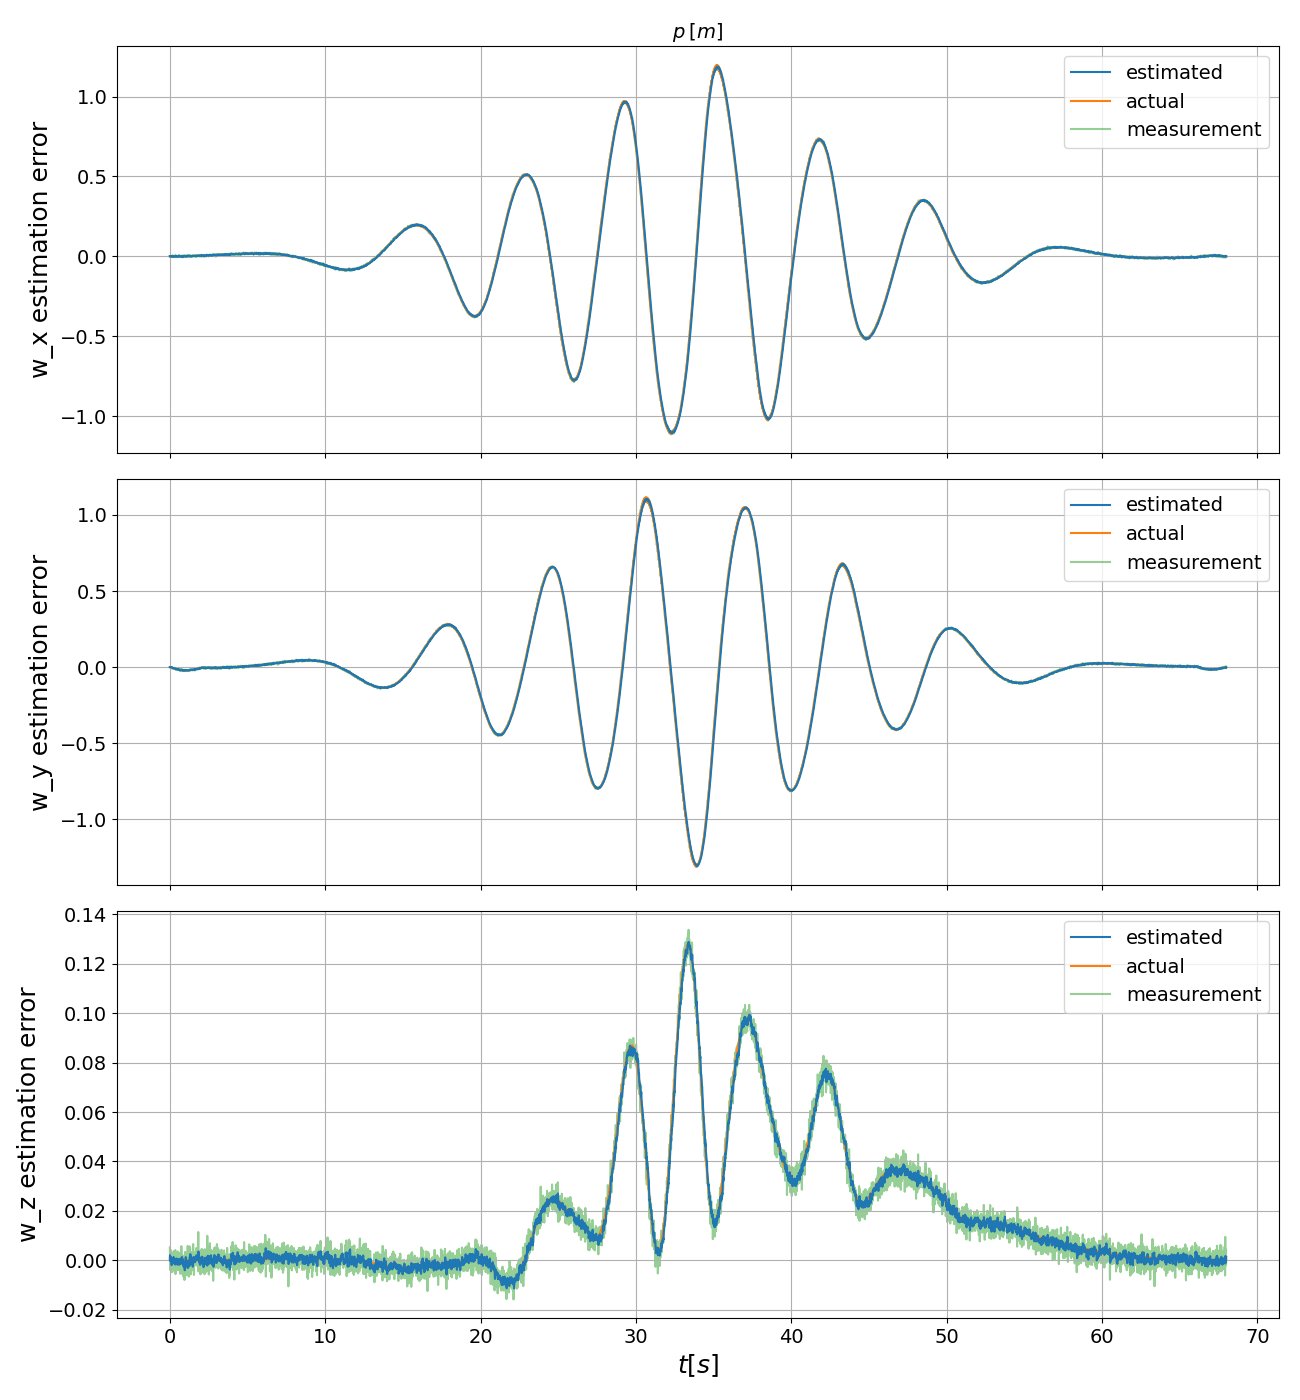 p [m]
w_x estimation error
1.0
0.5
0.0
−0.5
−1.0
estimated
actual
measurement
w_y estimation error
1.0
0.5
0.0
−0.5
−1.0
estimated
actual
measurement
w_z estimation error
0.14
0.12
0.10
0.08
0.06
0.04
0.02
0.00
−0.02
estimated
actual
measurement
0 10 20 30 40 50 60 70
t[s]